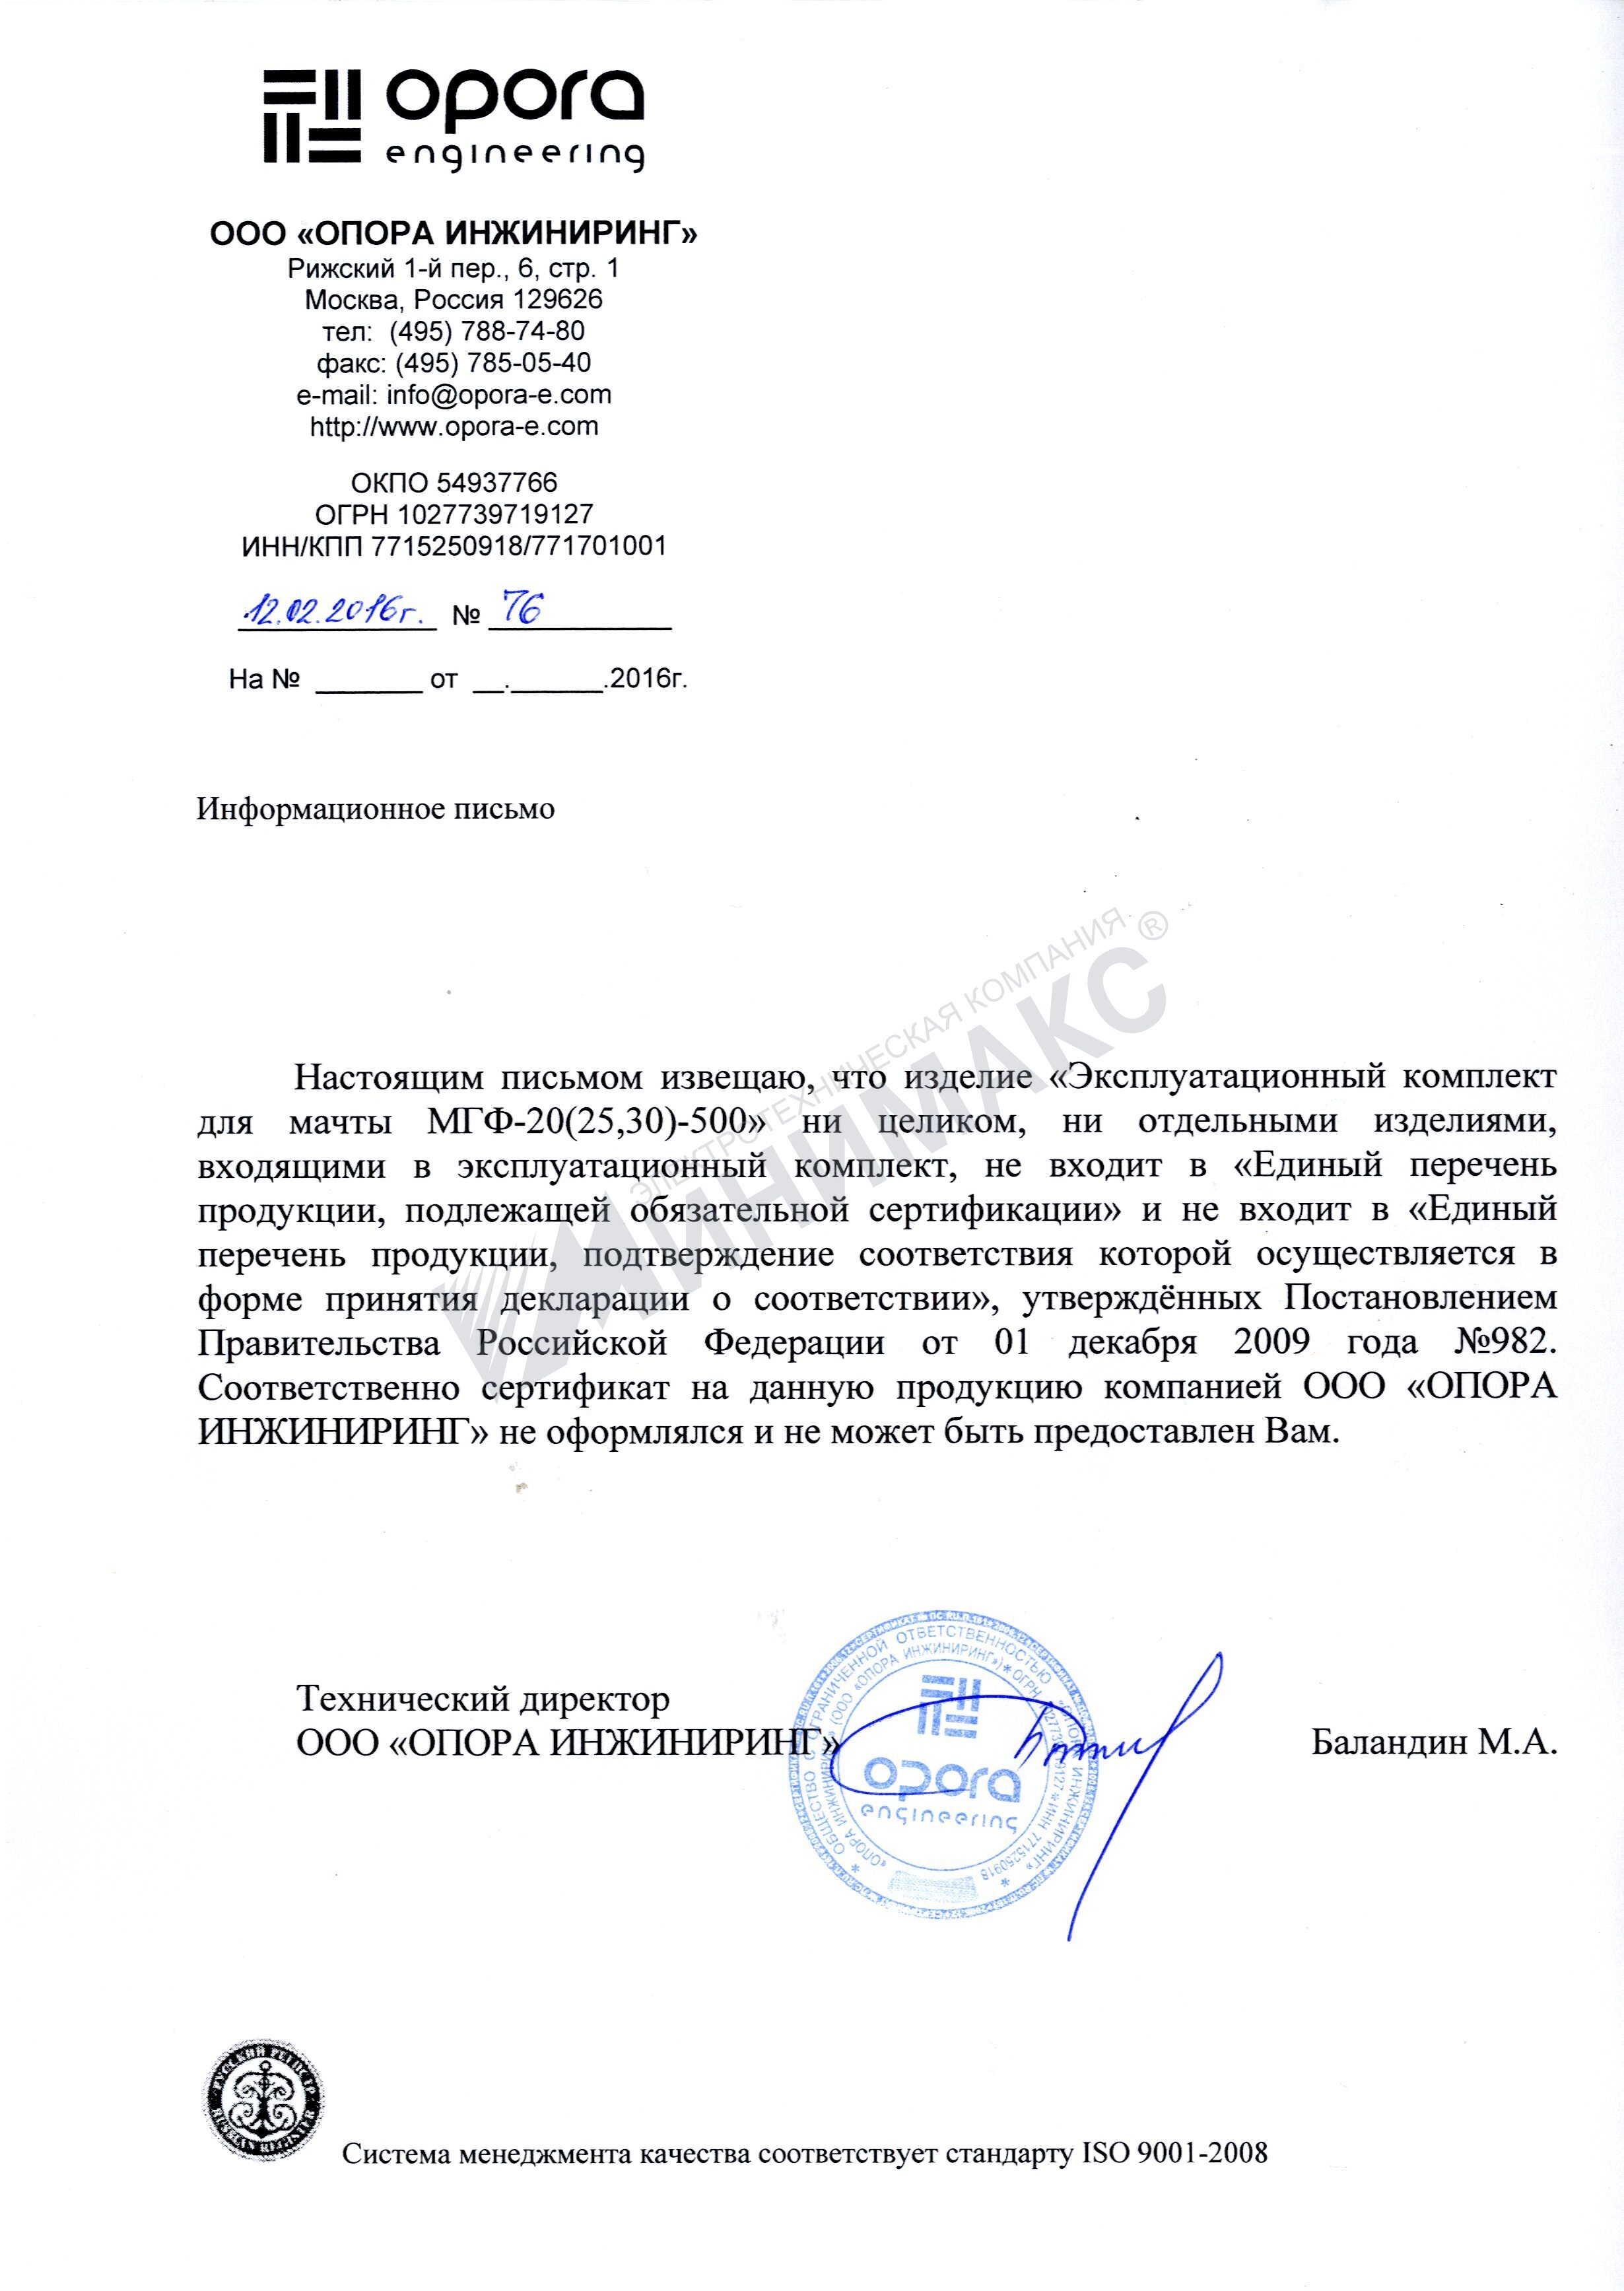 opora
engineering
ООО «ОПОРА ИНЖИНИРИНГ»
Рижский 1-й пер., 6, стр. 1
Москва, Россия 129626
тел: (495) 788-74-80
факс: (495) 785-05-40
e-mail: info@opora-e.com
http://www.opora-e.com
ОКПО 54937766
ОГРН 1027739719127
ИНН/КПП 7715250918/771701001
12.02.2016г. № 76
На № _______ от __.______.2016г.
Информационное письмо
ЭЛЕКТРОТЕХНИЧЕСКАЯ КОМПАНИЯ
МИНИМАКС®
Настоящим письмом извещаю, что изделие «Эксплуатационный комплект
для мачты МГФ-20(25,30)-500» ни целиком, ни отдельными изделиями,
входящими в эксплуатационный комплект, не входит в «Единый перечень
продукции, подлежащей обязательной сертификации» и не входит в «Единый
перечень продукции, подтверждение соответствия которой осуществляется в
форме принятия декларации о соответствии», утверждённых Постановлением
Правительства Российской Федерации от 01 декабря 2009 года №982.
Соответственно сертификат на данную продукцию компанией ООО «ОПОРА
ИНЖИНИРИНГ» не оформлялся и не может быть предоставлен Вам.
Технический директор
ООО «ОПОРА ИНЖИНИРИНГ»
Баландин М.А.
* ОБЩЕСТВО С ОГРАНИЧЕННОЙ ОТВЕТСТВЕННОСТЬЮ «ОПОРА ИНЖИНИРИНГ» *
«ОПОРА ИНЖИНИРИНГ» (ООО «ОПОРА ИНЖИНИРИНГ») * ОГРН 1027739719127 * ИНН 7715250918
opora
engineering
РУССКИЙ РЕГИСТР
RUSSIAN REGISTER
Система менеджмента качества соответствует стандарту ISO 9001-2008